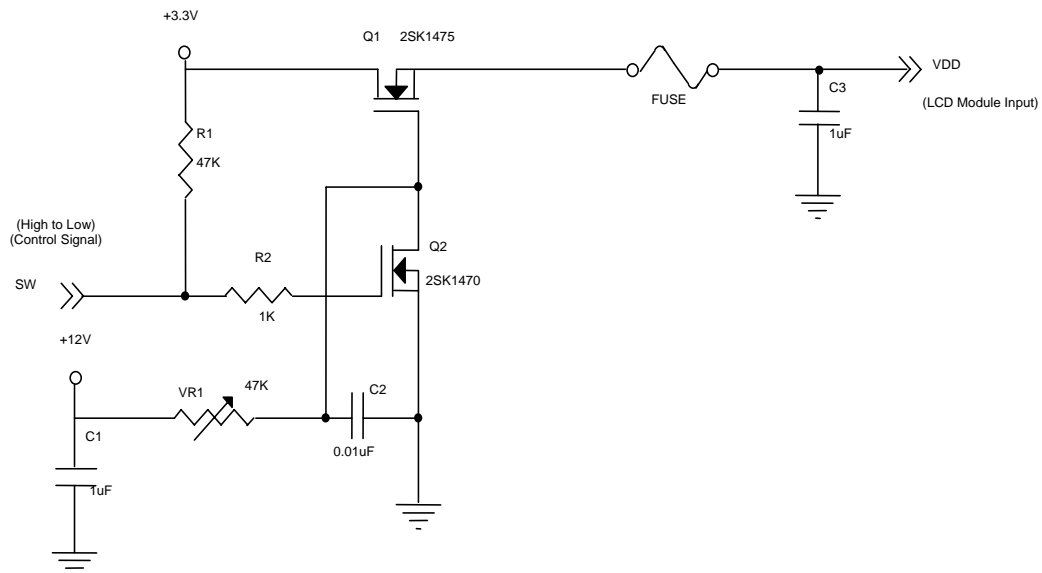 +3.3V
Q1 2SK1475
VDD
FUSE
C3
(LCD Module Input)
R1
1uF
47K
(High to Low)
(Control Signal)
Q2
R2
SW
2SK1470
1K
+12V
VR1
47K
C2
C1
0.01uF
1uF